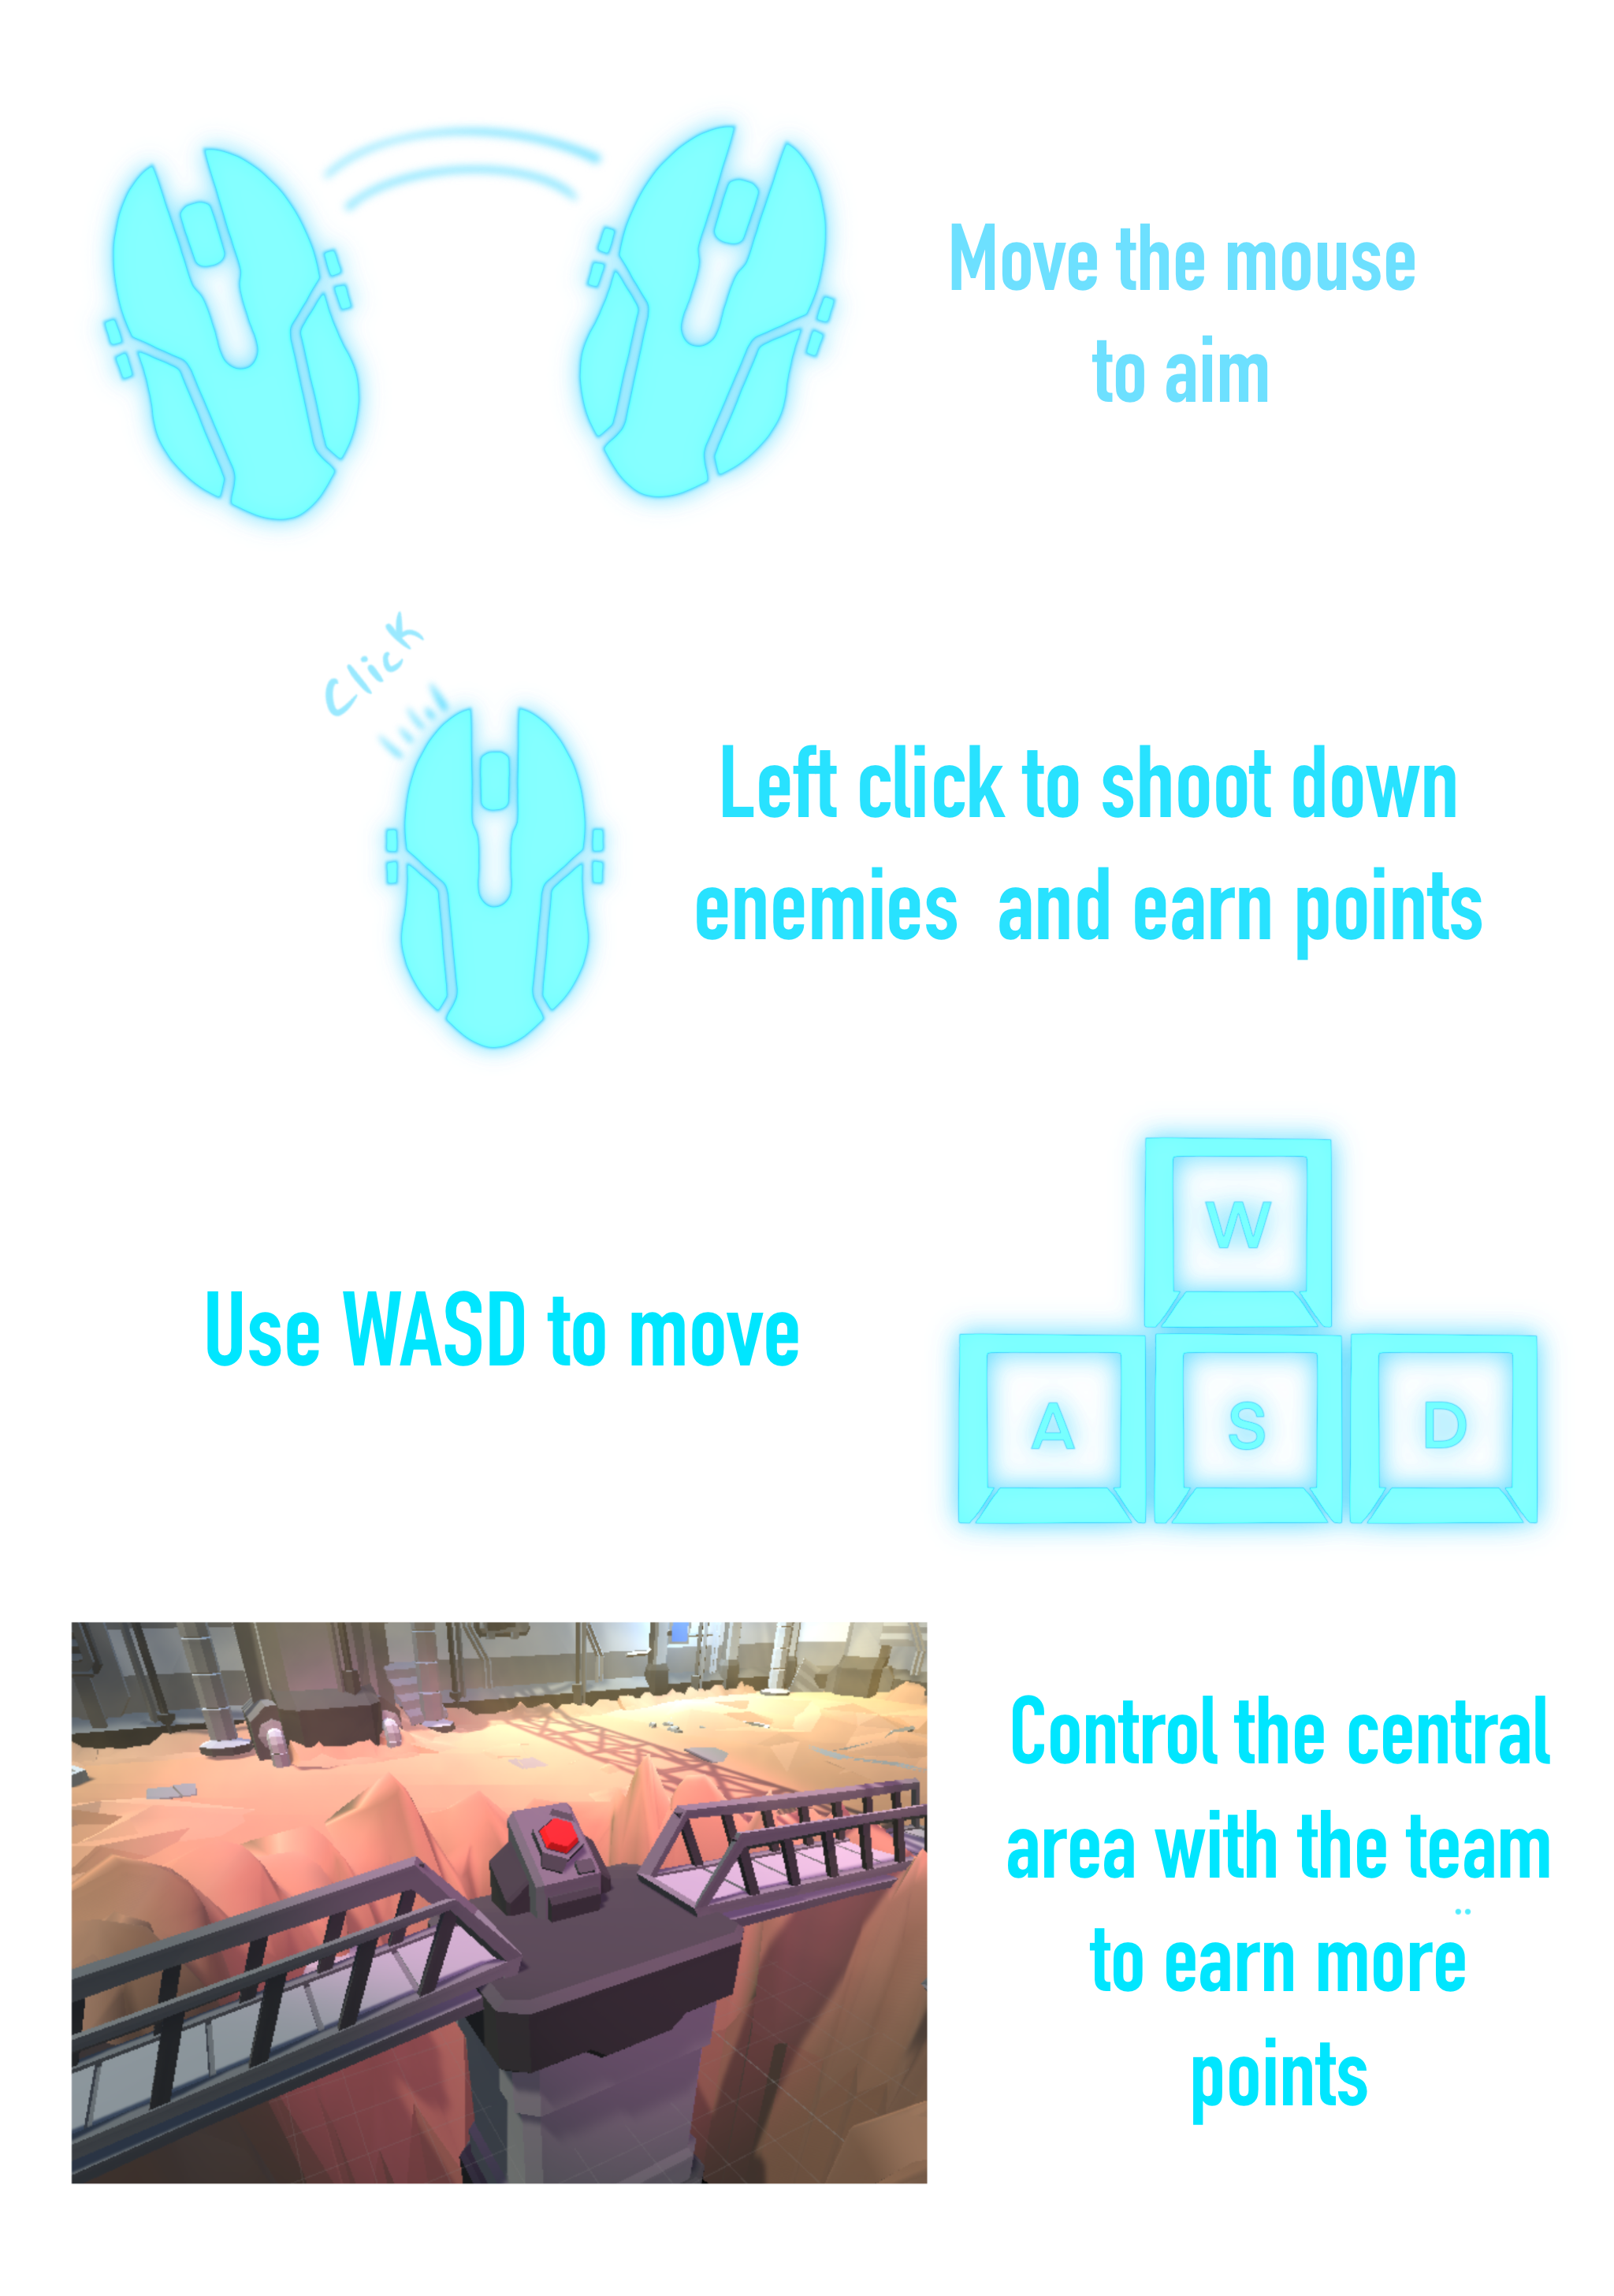 Move the mouse
to aim
Click
Left click to shoot down
enemies  and earn points
W
Use WASD to move
A S D
Control the central
area with the team
to earn more
points